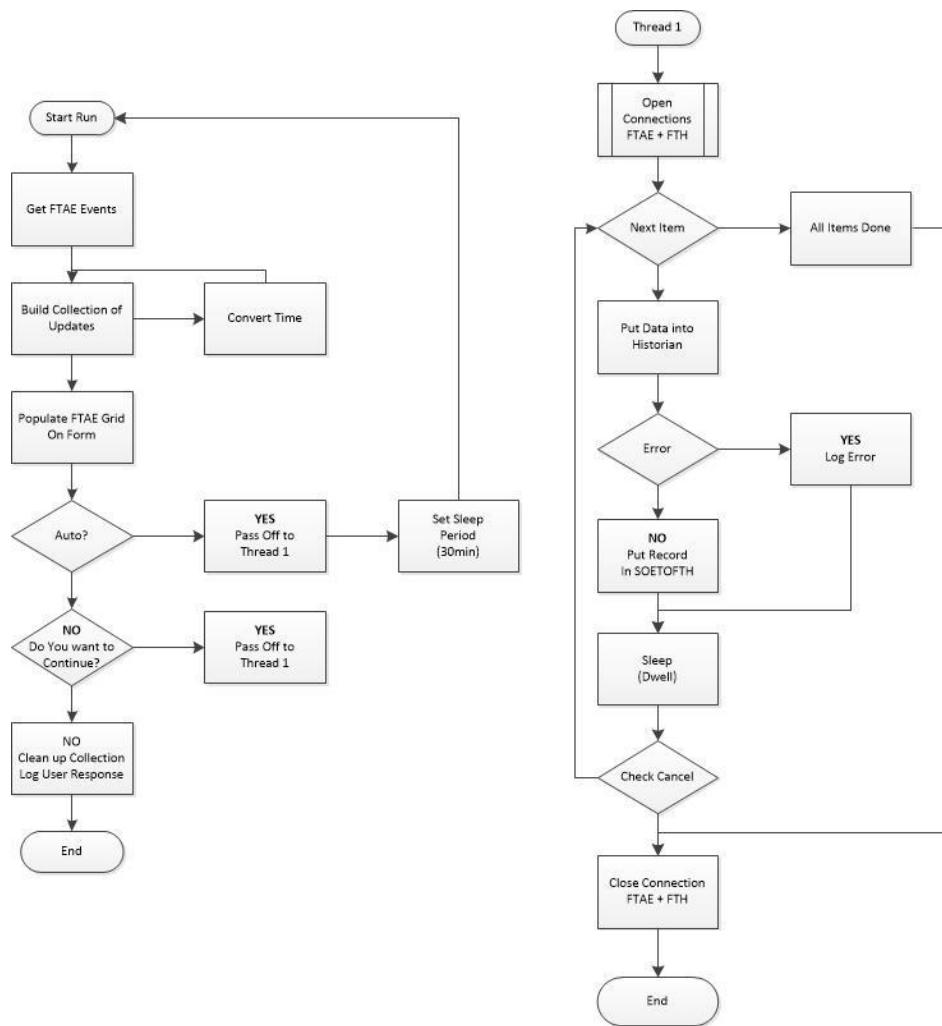 Start Run
Get FTAE Events
Build Collection of
Updates
Convert Time
Populate FTAE Grid
On Form
Auto?
YES
Pass Off to
Thread 1
Set Sleep
Period
(30min)
NO
Do You want to
Continue?
YES
Pass Off to
Thread 1
NO
Clean up Collection
Log User Response
End
Thread 1
Open
Connections
FTAE + FTH
Next Item
All Items Done
Put Data into
Historian
Error
YES
Log Error
NO
Put Record
In SOETOFTH
Sleep
(Dwell)
Check Cancel
Close Connection
FTAE + FTH
End